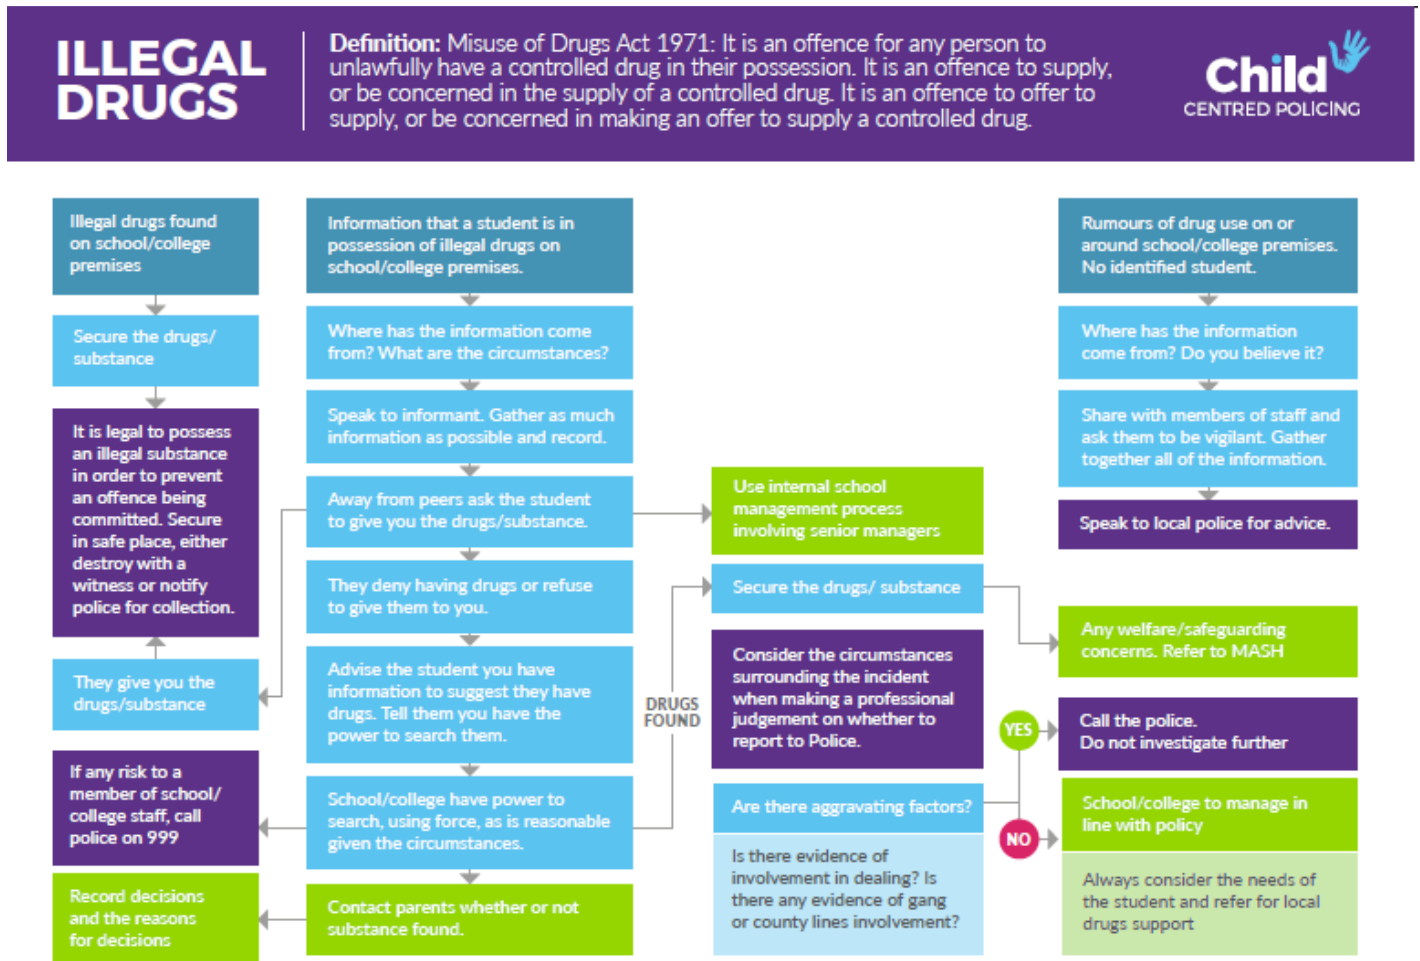 ILLEGAL
DRUGS
Definition: Misuse of Drugs Act 1971: It is an offence for any person to
unlawfully have a controlled drug in their possession. It is an offence to supply,
or be concerned in the supply of a controlled drug. It is an offence to offer to
supply, or be concerned in making an offer to supply a controlled drug.
Child
CENTRED POLICING
Illegal drugs found
on school/college
premises
Secure the drugs/
substance
It is legal to possess
an illegal substance
in order to prevent
an offence being
committed. Secure
in safe place, either
destroy with a
witness or notify
police for collection.
They give you the
drugs/substance
If any risk to a
member of school/
college staff, call
police on 999
Record decisions
and the reasons
for decisions
Information that a student is in
possession of illegal drugs on
school/college premises.
Where has the information come
from? What are the circumstances?
Speak to informant. Gather as much
information as possible and record.
Away from peers ask the student
to give you the drugs/substance.
They deny having drugs or refuse
to give them to you.
Advise the student you have
information to suggest they have
drugs. Tell them you have the
power to search them.
School/college have power to
search, using force, as is reasonable
given the circumstances.
Contact parents whether or not
substance found.
DRUGS
FOUND
Use internal school
management process
involving senior managers
Secure the drugs/ substance
Consider the circumstances
surrounding the incident
when making a professional
judgement on whether to
report to Police.
Are there aggravating factors?
Is there evidence of
involvement in dealing? Is
there any evidence of gang
or county lines involvement?
YES
NO
Rumours of drug use on or
around school/college premises.
No identified student.
Where has the information
come from? Do you believe it?
Share with members of staff and
ask them to be vigilant. Gather
together all of the information.
Speak to local police for advice.
Any welfare/safeguarding
concerns. Refer to MASH
Call the police.
Do not investigate further
School/college to manage in
line with policy
Always consider the needs of
the student and refer for local
drugs support